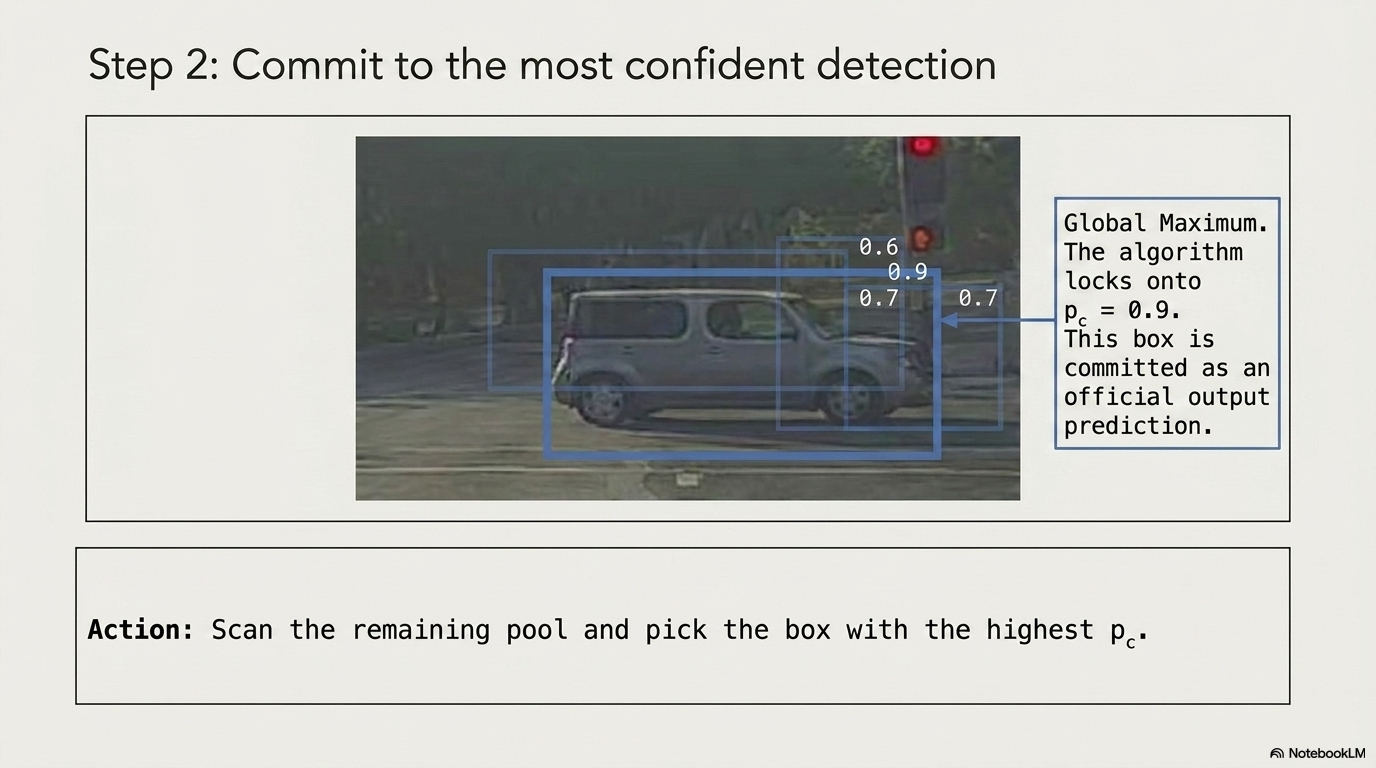 Step 2: Commit to the most confident detection
0.6
0.9
0.7 0.7
Global Maximum.
The algorithm
locks onto
p_c = 0.9.
This box is
committed as an
official output
prediction.
Action: Scan the remaining pool and pick the box with the highest p_c.
NotebookLM